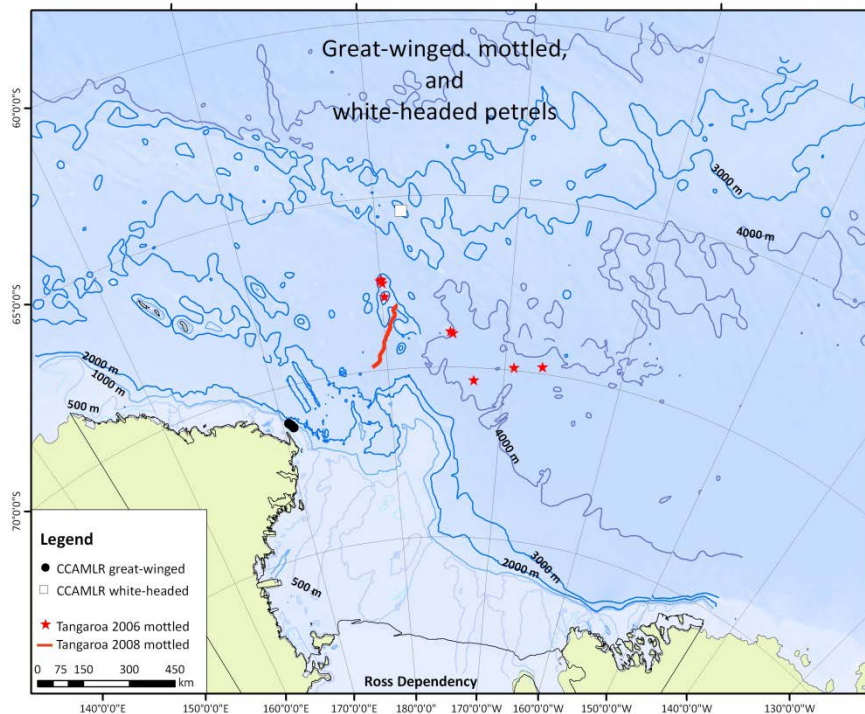 Great-winged. mottled,
and
white-headed petrels
60°0'0"S
65°0'0"S
70°0'0"S
3000 m
4000 m
2000 m
1000 m
500 m
4000 m
500 m
3000 m
2000 m
Legend
CCAMLR great-winged
CCAMLR white-headed
Tangaroa 2006 mottled
Tangaroa 2008 mottled
0 75 150 300 450
km
Ross Dependency
140°0'0"E 150°0'0"E 160°0'0"E 170°0'0"E 180°0'0" 170°0'0"W 160°0'0"W 150°0'0"W 140°0'0"W 130°0'0"W